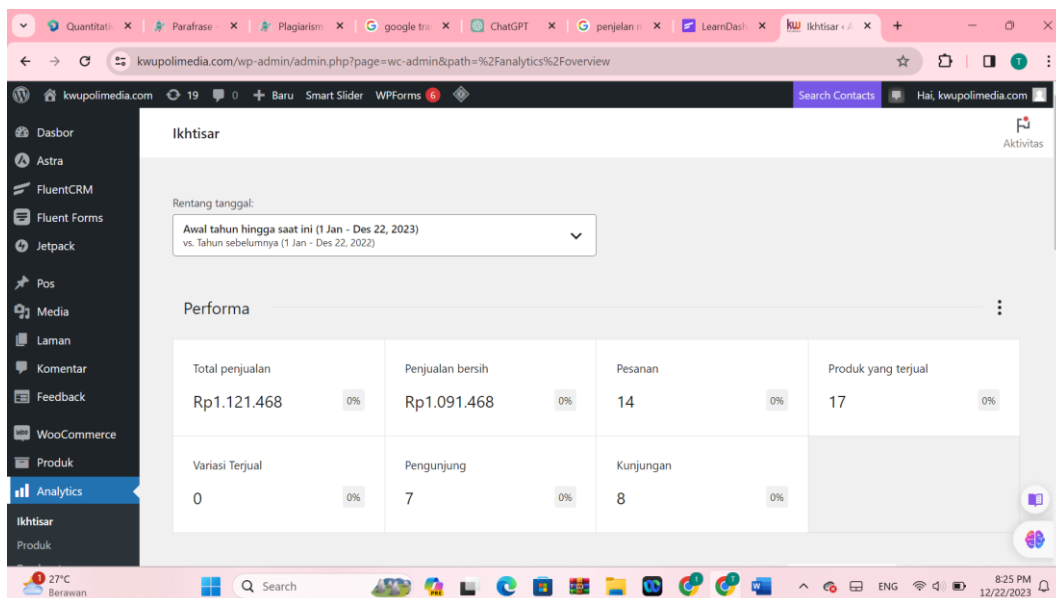 Quantitativ
Parafrase -
Plagiarism
google tra
ChatGPT
penjelan n
LearnDash
Ikhtisar ‹ A
kwupolimedia.com/wp-admin/admin.php?page=wc-admin&path=%2Fanalytics%2Foverview
T
kwupolimedia.com 19 0 + Baru Smart Slider WPForms 6
Search Contacts
Hai, kwupolimedia.com
Dasbor
Astra
FluentCRM
Fluent Forms
Jetpack
Pos
Media
Laman
Komentar
Feedback
WooCommerce
Produk
Analytics
Ikhtisar
Produk
Ikhtisar
Aktivitas
Rentang tanggal:
Awal tahun hingga saat ini (1 Jan - Des 22, 2023)
vs. Tahun sebelumnya (1 Jan - Des 22, 2022)
Performa
Total penjualan
Rp1.121.468 0%
Penjualan bersih
Rp1.091.468 0%
Pesanan
14 0%
Produk yang terjual
17 0%
Variasi Terjual
0 0%
Pengunjung
7 0%
Kunjungan
8 0%
1
27°C
Berawan
Search
PRE
ENG
8:25 PM
12/22/2023